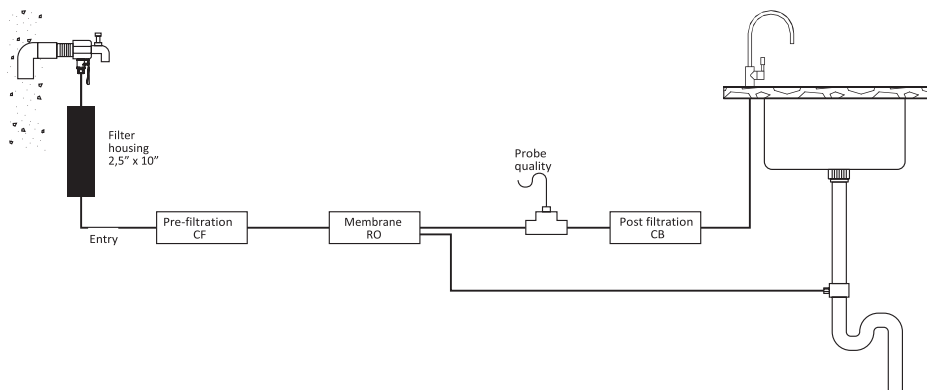 Filter
housing
2,5” x 10”
Entry
Pre-filtration
CF
Membrane
RO
Probe
quality
Post filtration
CB